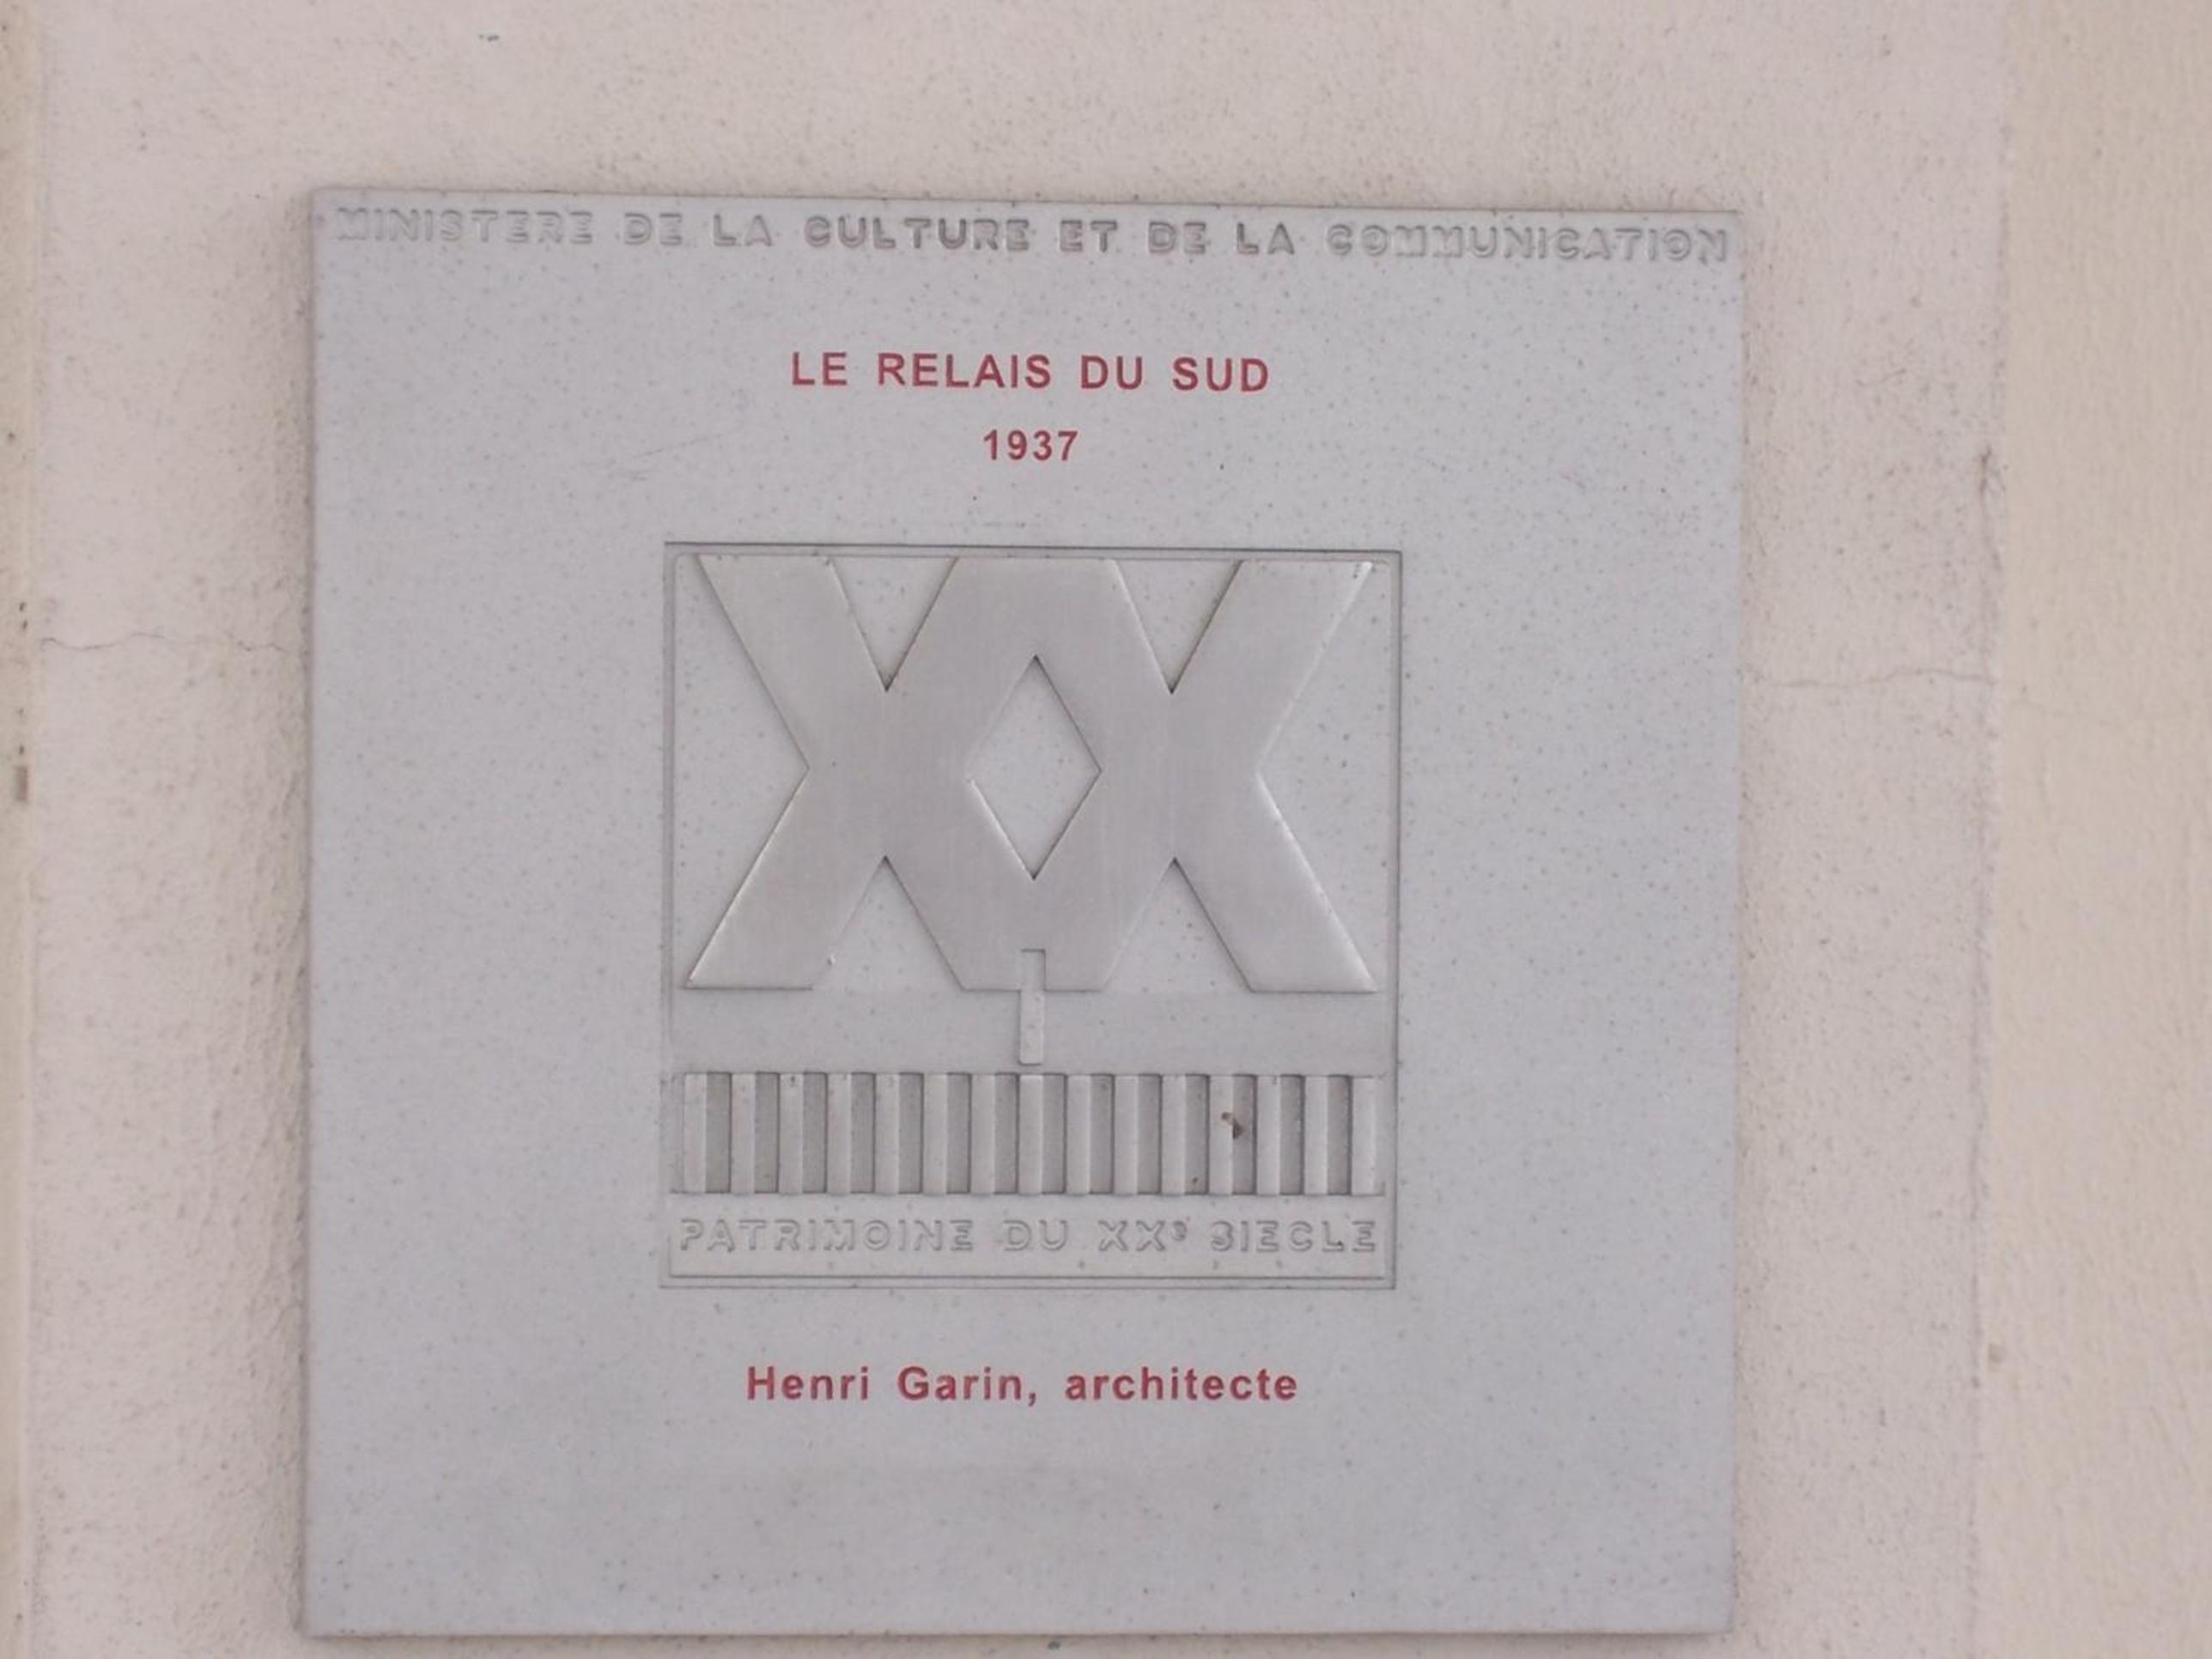 MINISTERE DE LA CULTURE ET DE LA COMMUNICATION
LE RELAIS DU SUD
1937
XX
PATRIMOINE DU XXe SIECLE
Henri Garin, architecte